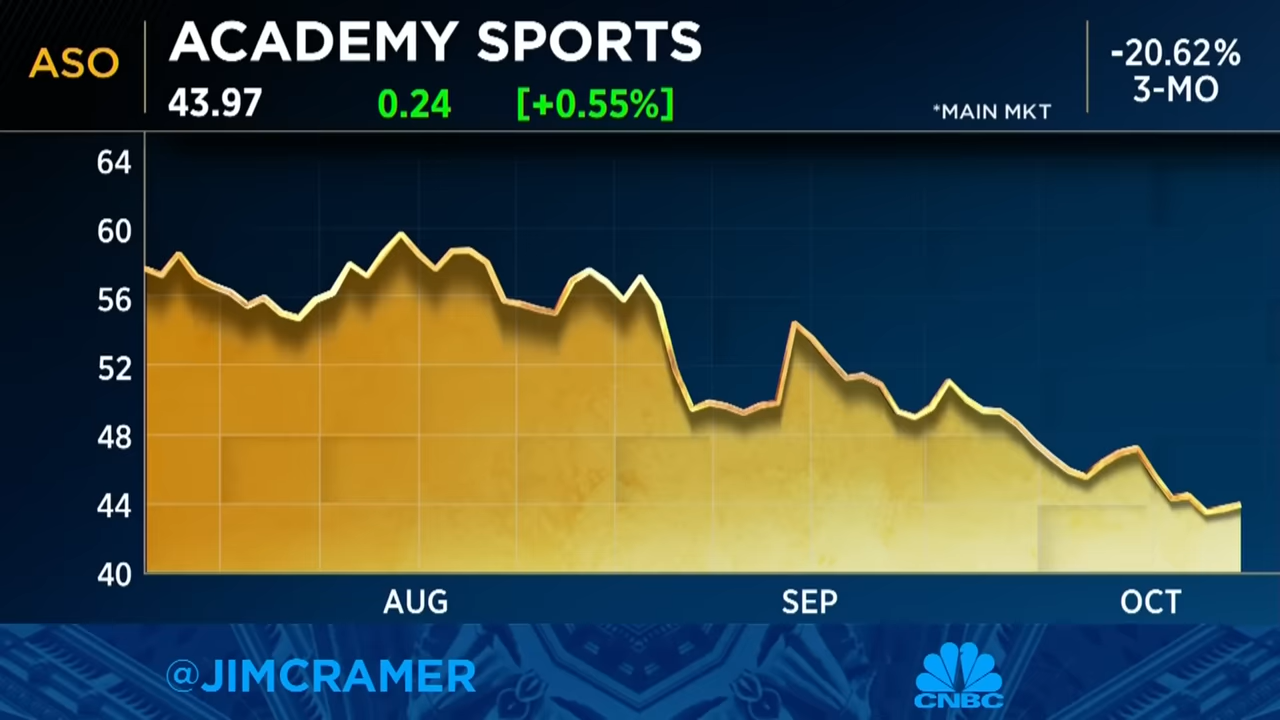 ASO
ACADEMY SPORTS
43.97 0.24 [+0.55%]
*MAIN MKT
-20.62%
3-MO
64
60
56
52
48
44
40
AUG SEP OCT
@JIMCRAMER
CNBC